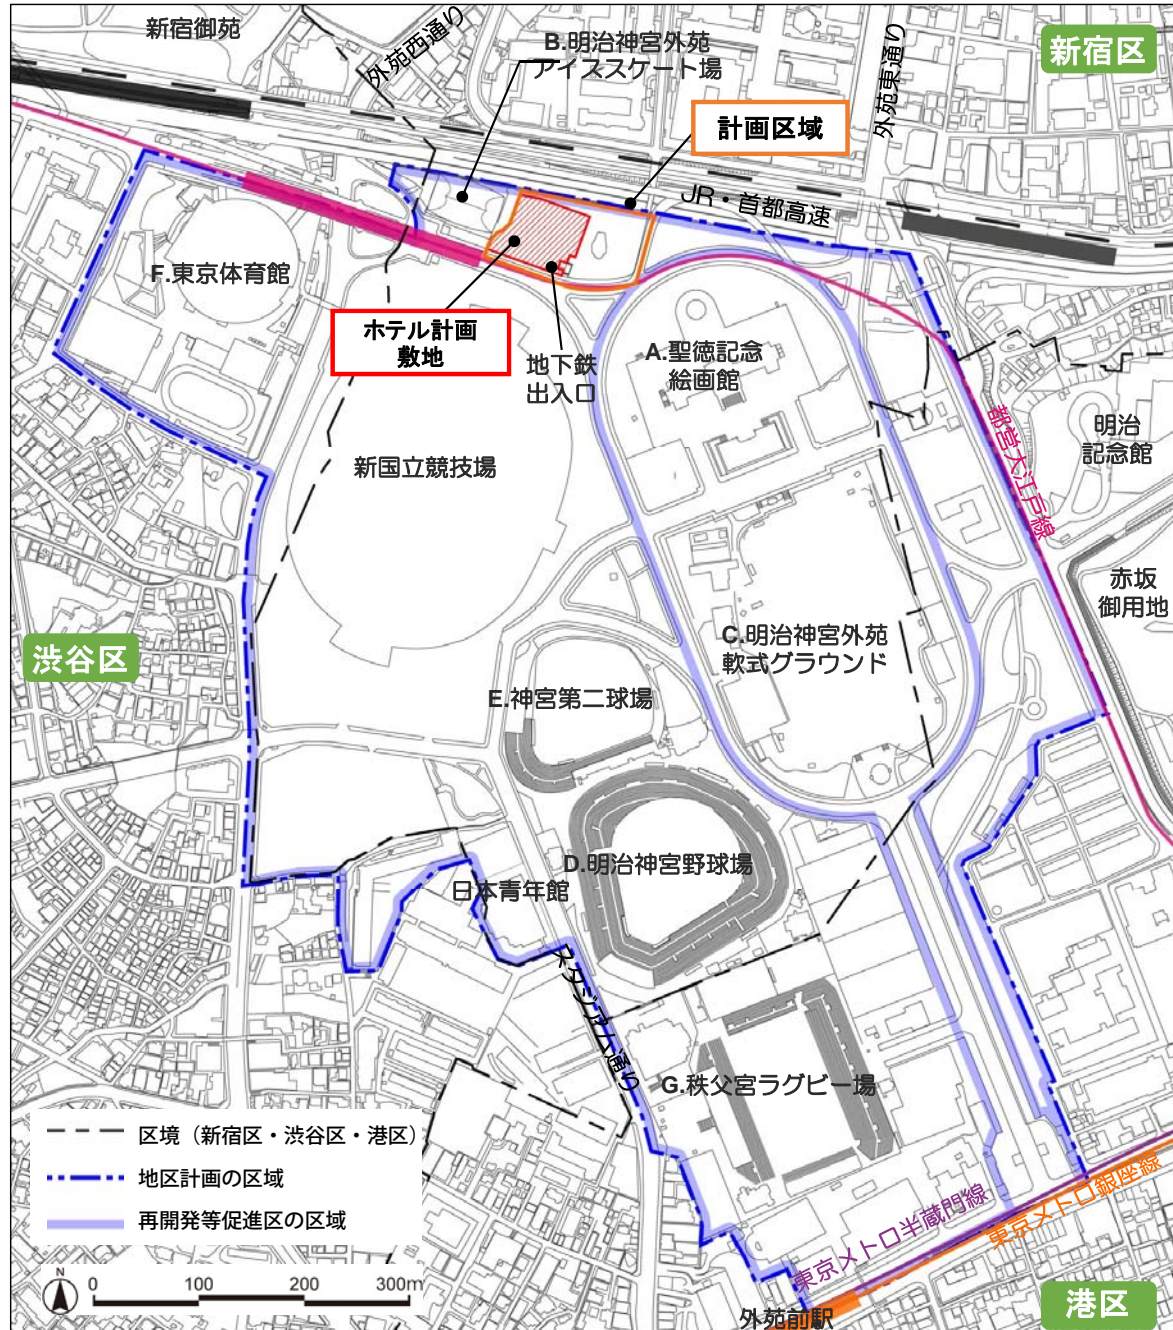 新宿御苑
外苑西通り
B.明治神宮外苑
アイススケート場
外苑東通り
新宿区
計画区域
JR・首都高速
F.東京体育館
ホテル計画
敷地
地下鉄
出入口
A.聖徳記念
絵画館
都営大江戸線
明治
記念館
新国立競技場
赤坂
御用地
渋谷区
C.明治神宮外苑
軟式グラウンド
E.神宮第二球場
D.明治神宮野球場
日本青年館
スタジアム通り
G.秩父宮ラグビー場
区境（新宿区・渋谷区・港区）
地区計画の区域
再開発等促進区の区域
N
0 100 200 300m
東京メトロ半蔵門線
東京メトロ銀座線
外苑前駅
港区